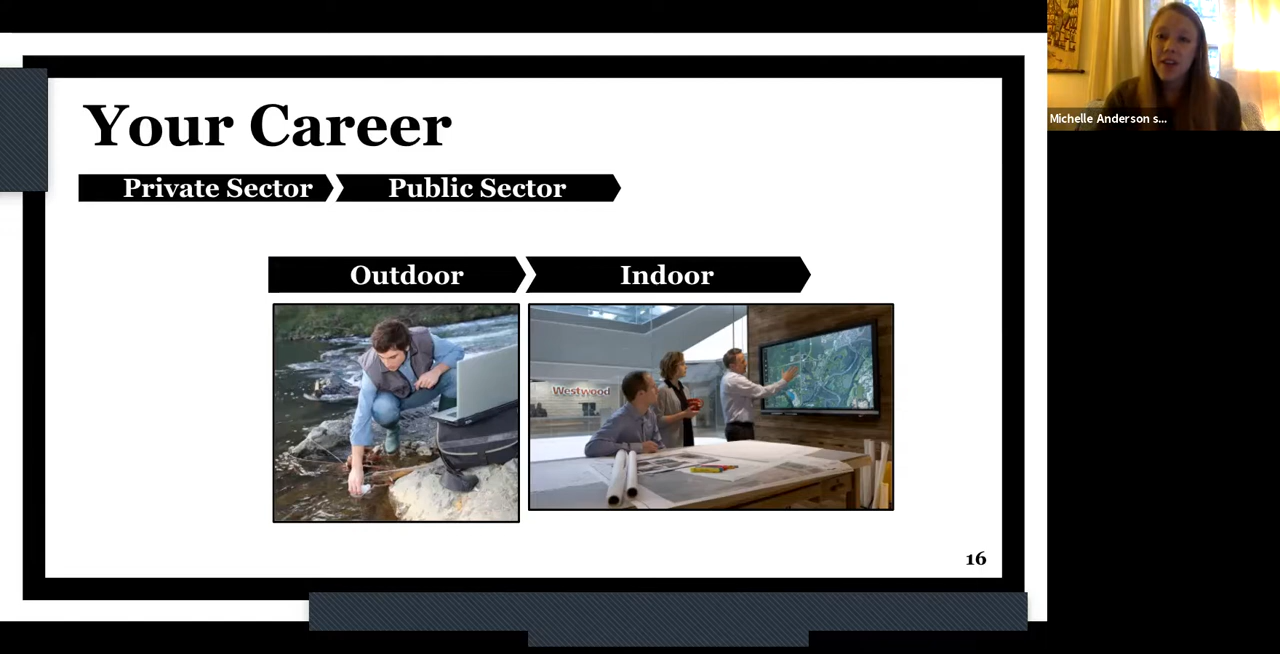 Your Career
Private Sector
Public Sector
Outdoor
Indoor
Westwood
16
Michelle Anderson s...